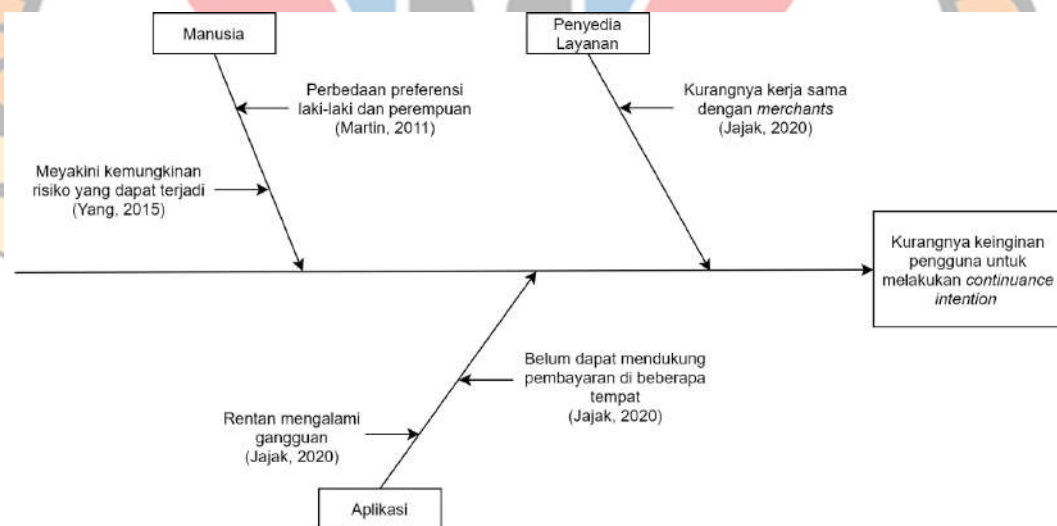 Manusia
Penyedia
Layanan
Perbedaan preferensi
laki-laki dan perempuan
(Martin, 2011)
Kurangnya kerja sama
dengan merchants
(Jajak, 2020)
Meyakini kemungkinan
risiko yang dapat terjadi
(Yang, 2015)
Kurangnya keinginan
pengguna untuk
melakukan continuance
intention
Belum dapat mendukung
pembayaran di beberapa
tempat
(Jajak, 2020)
Rentan mengalami
gangguan
(Jajak, 2020)
Aplikasi